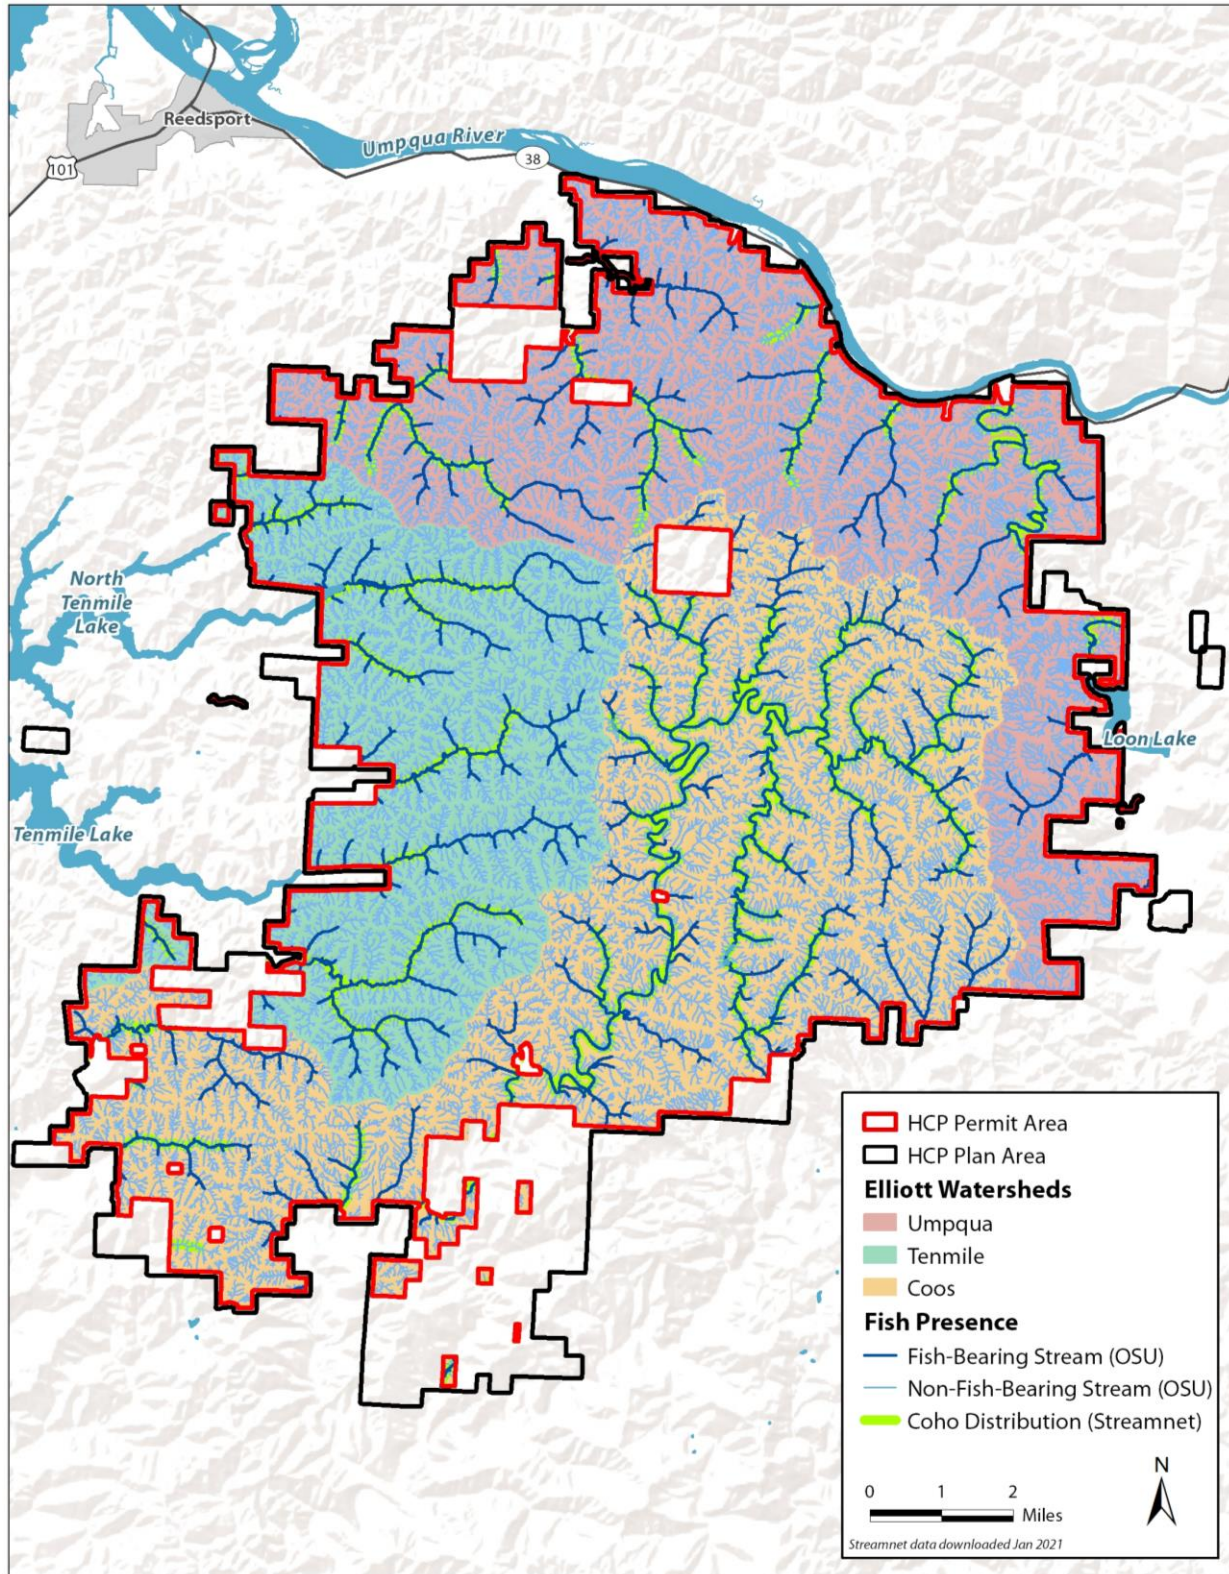 Reedsport
101
Umpqua River
38
North
Tenmile
Lake
Loon Lake
Tenmile Lake
HCP Permit Area
HCP Plan Area
Elliott Watersheds
Umpqua
Tenmile
Coos
Fish Presence
Fish-Bearing Stream (OSU)
Non-Fish-Bearing Stream (OSU)
Coho Distribution (Streamnet)
N
0 1 2
Miles
Streamnet data downloaded Jan 2021